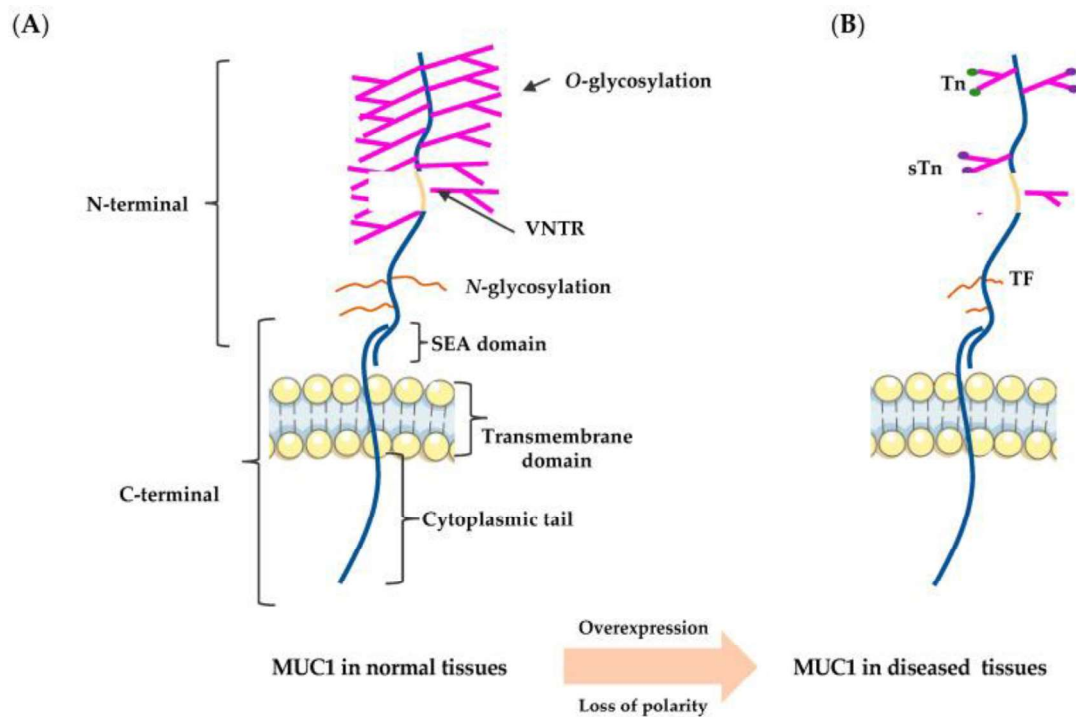 (A)
(B)
O-glycosylation
N-terminal
VNTR
N-glycosylation
SEA domain
Transmembrane
domain
C-terminal
Cytoplasmic tail
Tn
sTn
TF
Overexpression
MUC1 in normal tissues
MUC1 in diseased tissues
Loss of polarity